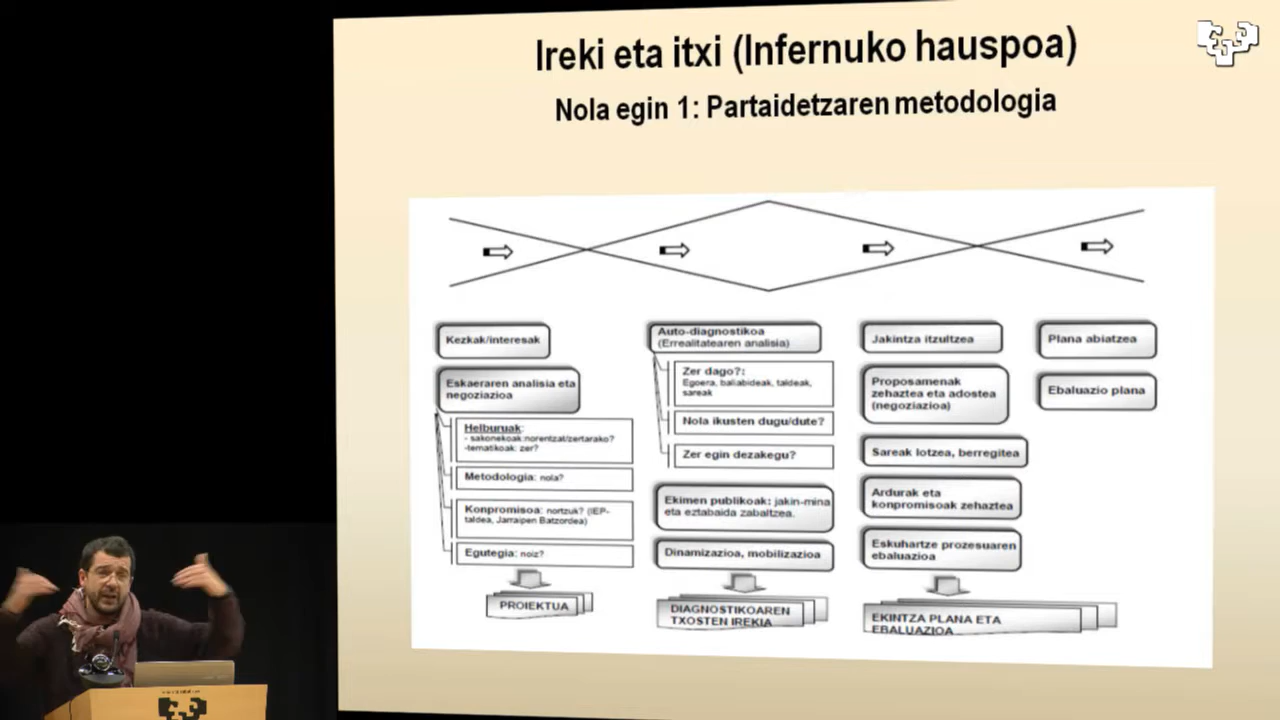 Ireki eta itxi (Infernuko hauspoa)
Nola egin 1: Partaidetzaren metodologia
Kezkak/interesak
Eskaeraren analisia eta
negoziazioa
Helburuak:
- sakonekoak:norentzat/zertarako?
-tematikoak: zer?
Metodologia: nola?
Konpromisoa: nortzuk? (IEP-
taldea, Jarraipen Batzordea)
Egutegia: noiz?
PROIEKTUA
Auto-diagnostikoa
(Errealitatearen analisia)
Zer dago?:
Egoera, baliabideak, taldeak,
sareak
Nola ikusten dugu/dute?
Zer egin dezakegu?
Ekimen publikoak: jakin-mina
eta eztabaida zabaltzea.
Dinamizazioa, mobilizazioa
DIAGNOSTIKOAREN
TXOSTEN IREKIA
Jakintza itzultzea
Proposamenak
zehaztea eta adostea
(negoziazioa)
Sareak lotzea, berregitea
Ardurak eta
konpromisoak zehaztea
Eskuhartze prozesuaren
ebaluazioa
EKINTZA PLANA ETA
EBALUAZIOA
Plana abiatzea
Ebaluazio plana